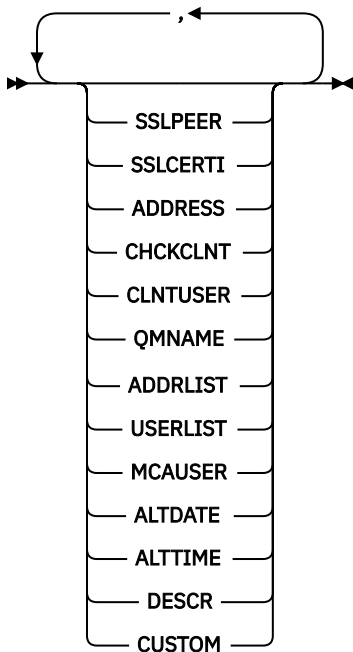 ,
SSLPEER
SSLCERTI
ADDRESS
CHCKCLNT
CLNTUSER
QMNAME
ADDRLIST
USERLIST
MCAUSER
ALTDATE
ALTTIME
DESCR
CUSTOM